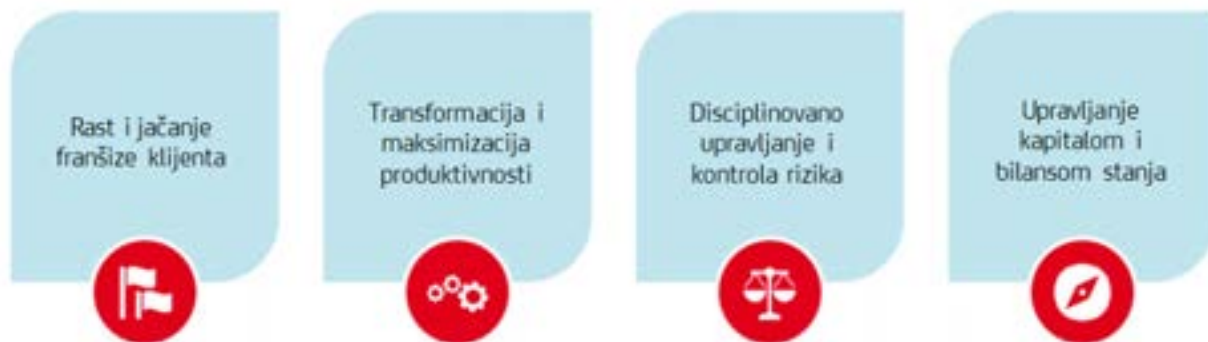 Rast i jačanje
franšize klijenta
Transformacija i
maksimizacija
produktivnosti
Disciplinovano
upravljanje i
kontrola rizika
Upravljanje
kapitalom i
bilansom stanja